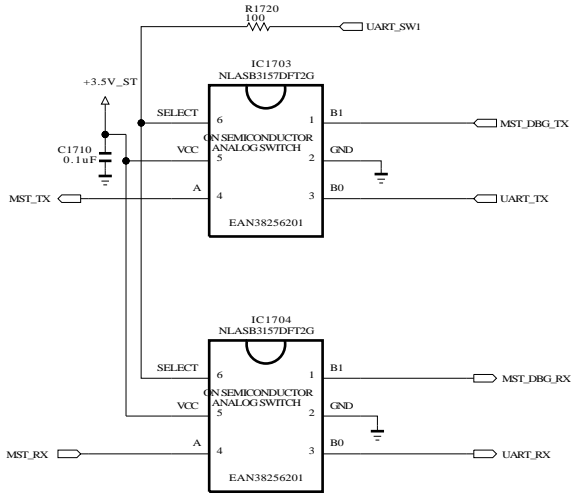 R1720
100
UART_SW1
IC1703
NLASB3157DFT2G
+3.5V_ST
SELECT
6
1
B1
MST_DBG_TX
ON SEMICONDUCTOR
ANALOG SWITCH
C1710
0.1uF
VCC
5
2
GND
MST_TX
A
4
3
B0
UART_TX
EAN38256201
IC1704
NLASB3157DFT2G
SELECT
6
1
B1
MST_DBG_RX
ON SEMICONDUCTOR
ANALOG SWITCH
VCC
5
2
GND
MST_RX
A
4
3
B0
UART_RX
EAN38256201